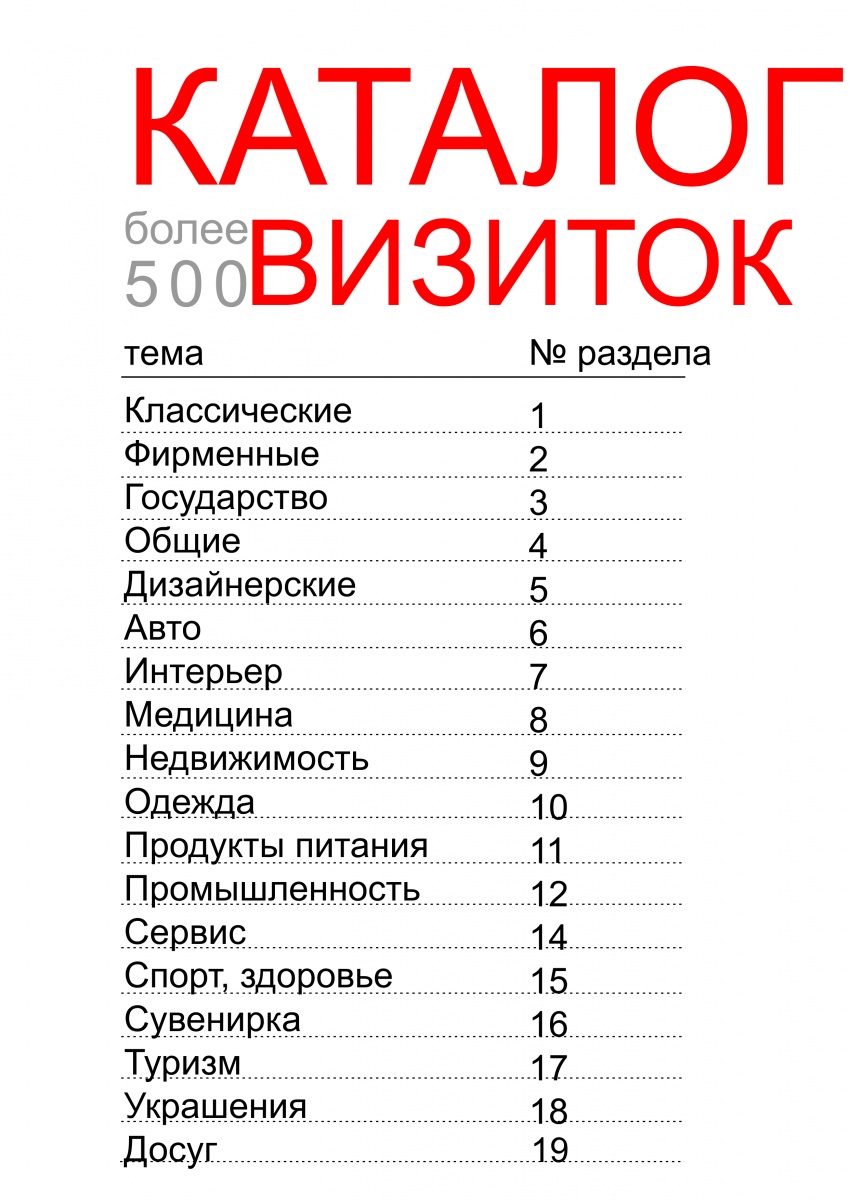 КАТАЛОГ
более
500 ВИЗИТОК
тема № раздела
Классические 1
Фирменные 2
Государство 3
Общие 4
Дизайнерские 5
Авто 6
Интерьер 7
Медицина 8
Недвижимость 9
Одежда 10
Продукты питания 11
Промышленность 12
Сервис 14
Спорт, здоровье 15
Сувенирка 16
Туризм 17
Украшения 18
Досуг 19